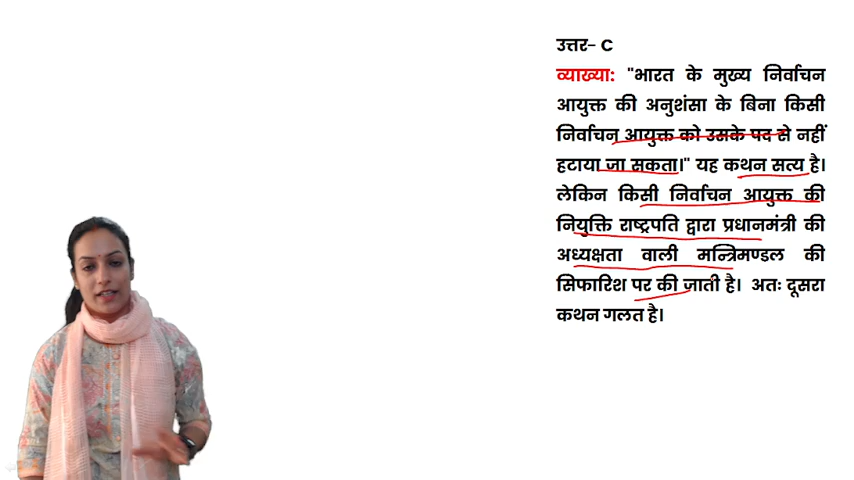 उत्तर- C
व्याख्या: "भारत के मुख्य निर्वाचन
आयुक्त की अनुशंसा के बिना किसी
निर्वाचन आयुक्त को उसके पद से नहीं
हटाया जा सकता।" यह कथन सत्य है।
लेकिन किसी निर्वाचन आयुक्त की
नियुक्ति राष्ट्रपति द्वारा प्रधानमंत्री की
अध्यक्षता वाली मन्त्रिमण्डल की
सिफारिश पर की जाती है। अतः दूसरा
कथन गलत है।